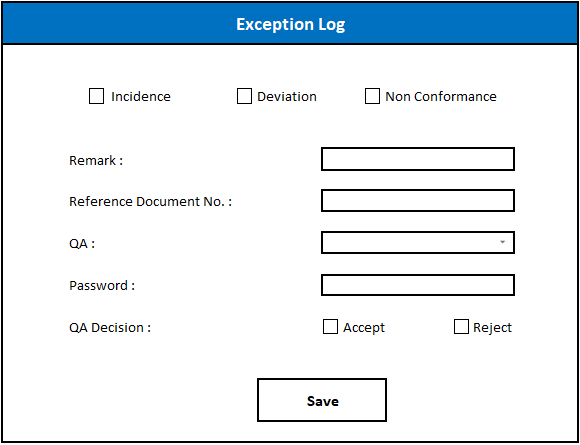 Exception Log
Incidence Deviation Non Conformance
Remark :
Reference Document No. :
QA :
Password :
QA Decision : Accept Reject
Save